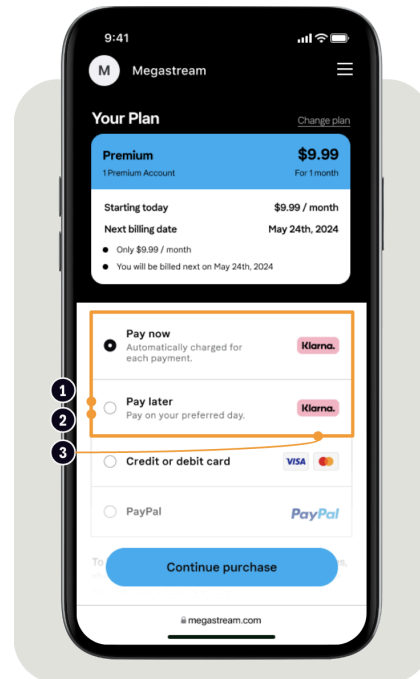 9:41
M Megastream
Your Plan Change plan
Premium $9.99
1 Premium Account For 1 month
Starting today $9.99 / month
Next billing date May 24th, 2024
Only $9.99 / month
You will be billed next on May 24th, 2024
Pay now
Automatically charged for
each payment.
Klarna.
1
Pay later
Pay on your preferred day.
Klarna.
2
3
Credit or debit card VISA
PayPal PayPal
To
Continue purchase
megastream.com